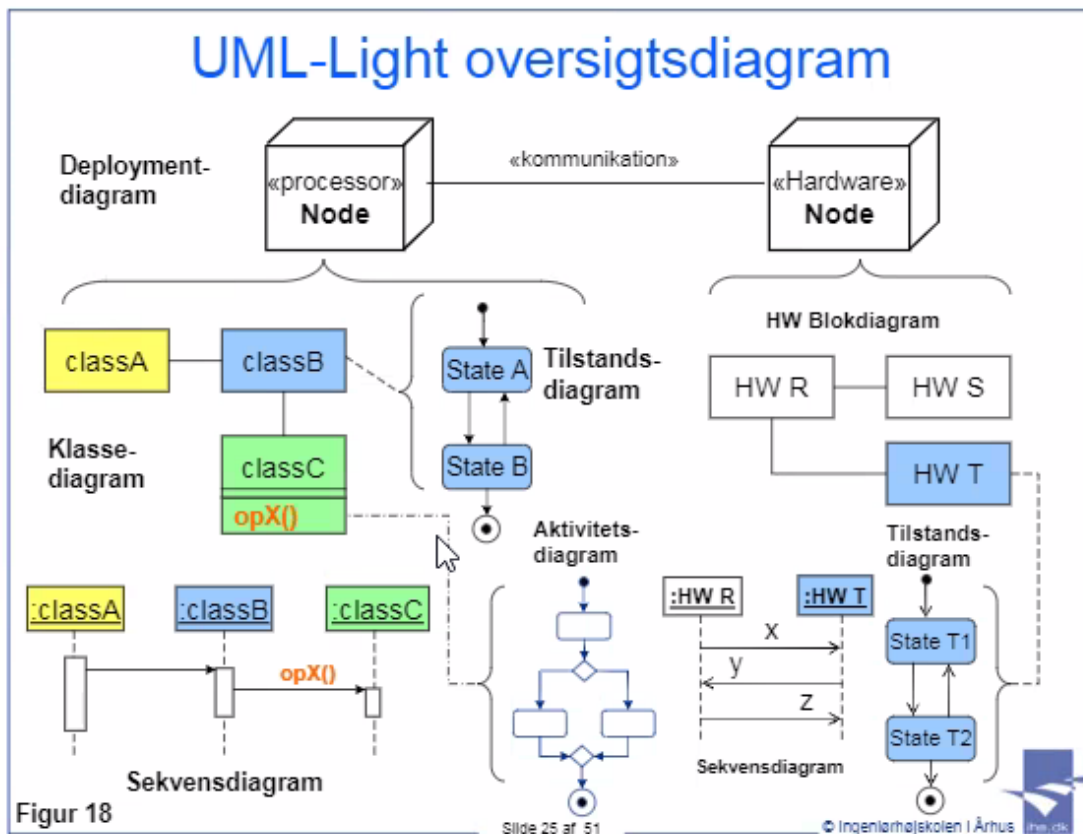 UML-Light oversigtsdiagram
Deployment-
diagram
«processor»
Node
«kommunikation»
«Hardware»
Node
classA
classB
Klasse-
diagram
classC
opX()
State A
State B
Tilstands-
diagram
HW Blokdiagram
HW R
HW S
HW T
:classA
:classB
:classC
opX()
Sekvensdiagram
Aktivitets-
diagram
:HW R
:HW T
x
y
z
Sekvensdiagram
Tilstands-
diagram
State T1
State T2
Figur 18
Slide 25 af 51
© Ingeniørhøjskolen i Århus
iha.dk